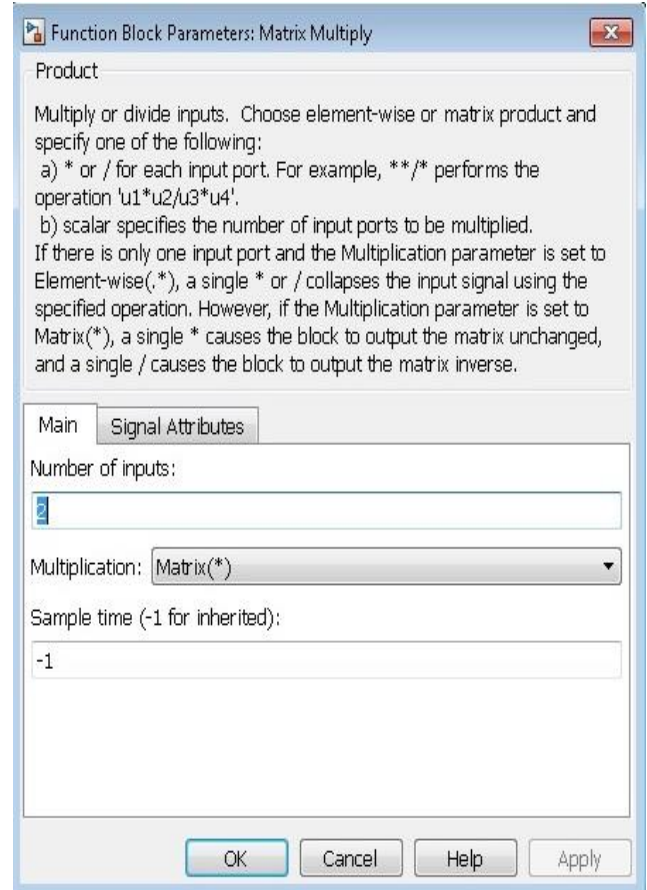 Function Block Parameters: Matrix Multiply
Product
Multiply or divide inputs. Choose element-wise or matrix product and
specify one of the following:
a) * or / for each input port. For example, **/* performs the
operation 'u1*u2/u3*u4'.
b) scalar specifies the number of input ports to be multiplied.
If there is only one input port and the Multiplication parameter is set to
Element-wise(.*), a single * or / collapses the input signal using the
specified operation. However, if the Multiplication parameter is set to
Matrix(*), a single * causes the block to output the matrix unchanged,
and a single / causes the block to output the matrix inverse.
Main Signal Attributes
Number of inputs:
2
Multiplication: Matrix(*)
Sample time (-1 for inherited):
-1
OK Cancel Help Apply